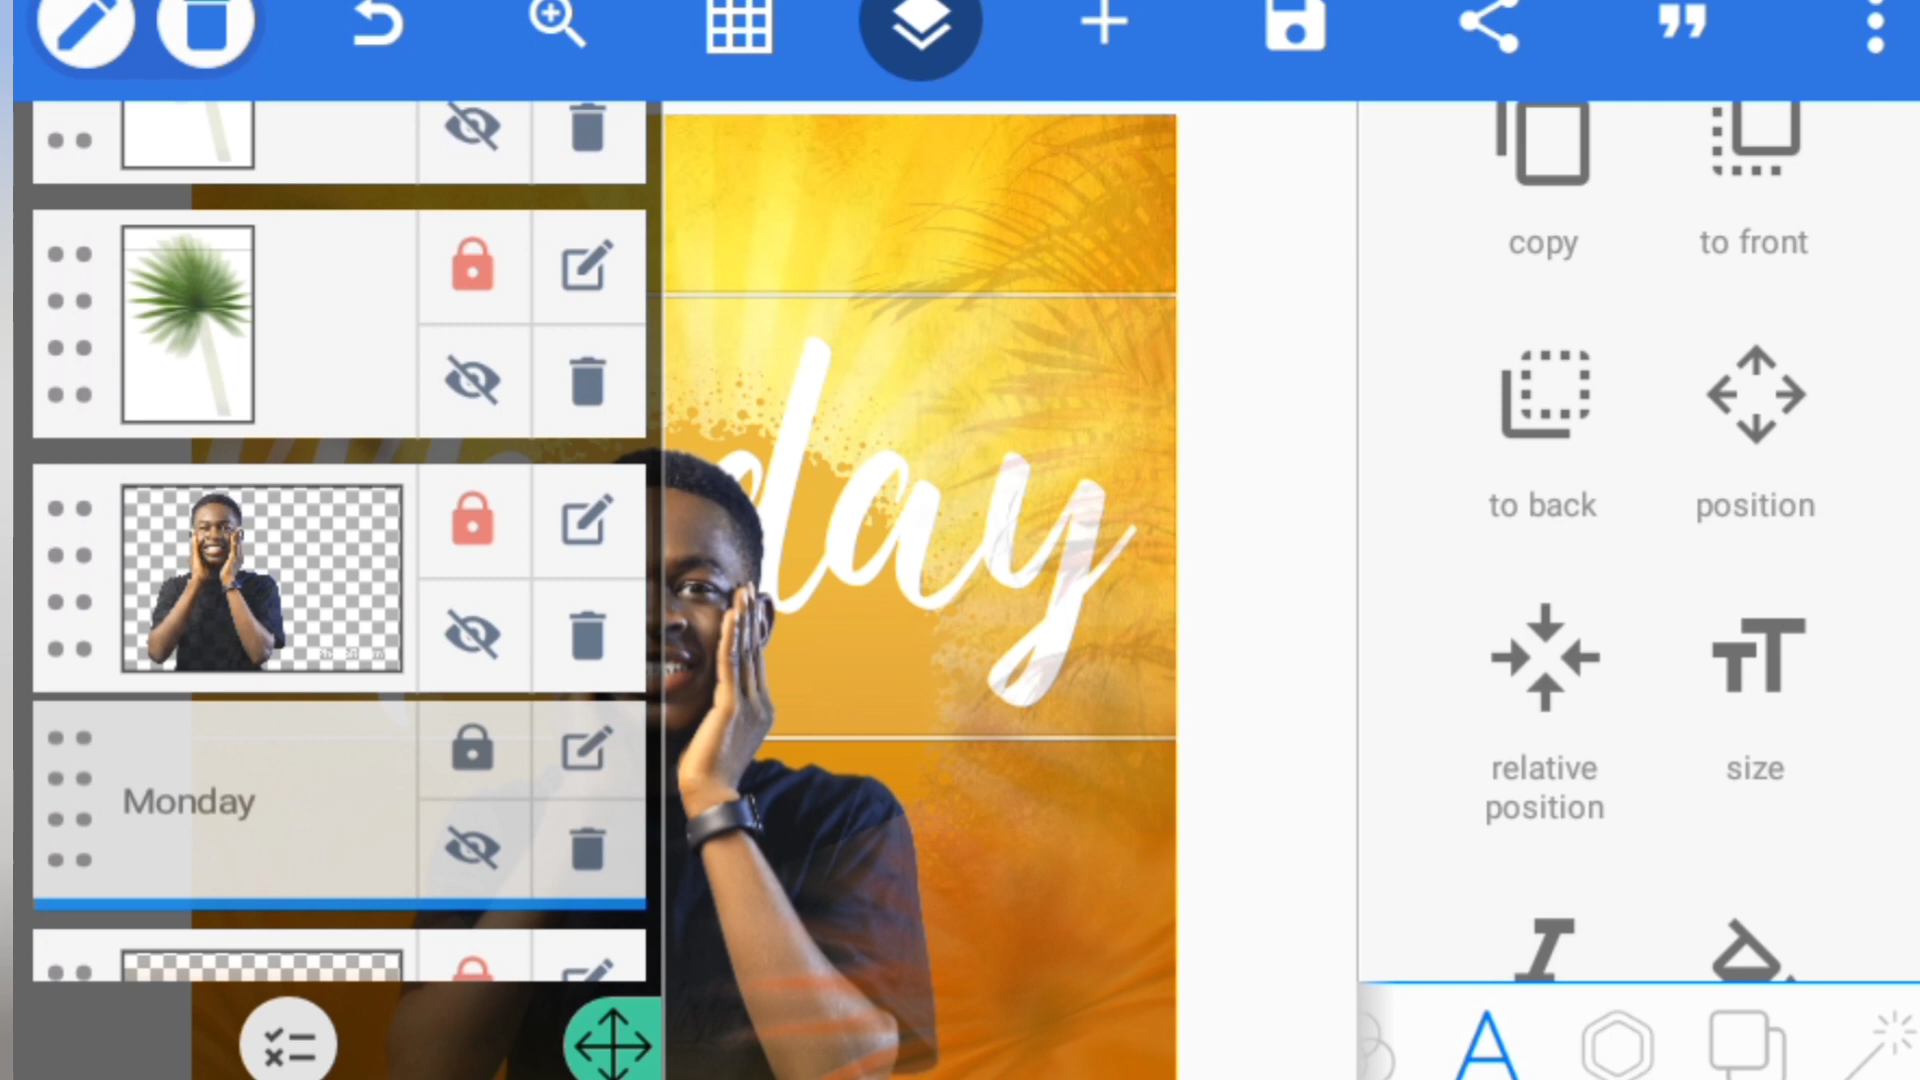 copy
to front
to back
position
day
relative
position
size
Monday